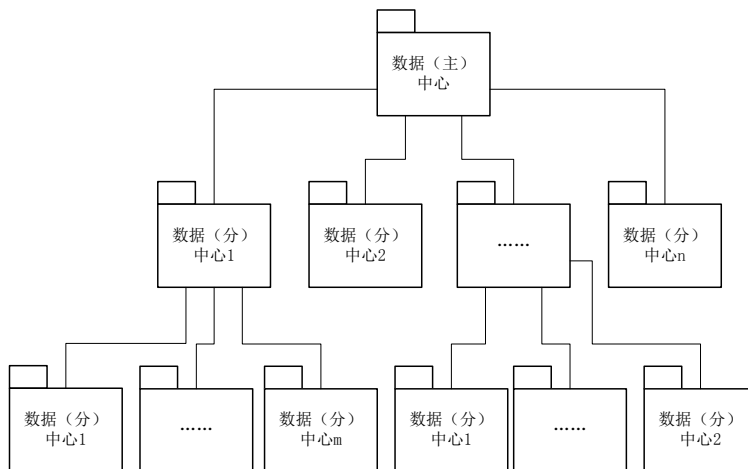 数据（主）
中心
数据（分）
中心1
数据（分）
中心2
……
数据（分）
中心n
数据（分）
中心1
……
数据（分）
中心m
数据（分）
中心1
……
数据（分）
中心2